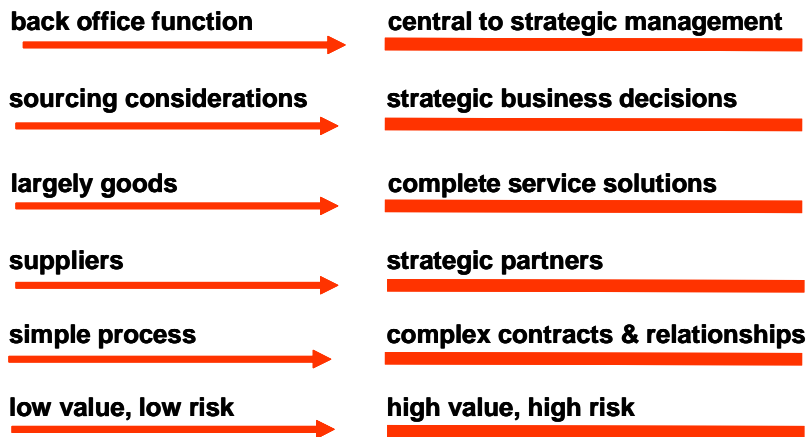 back office function
central to strategic management
sourcing considerations
strategic business decisions
largely goods
complete service solutions
suppliers
strategic partners
simple process
complex contracts & relationships
low value, low risk
high value, high risk